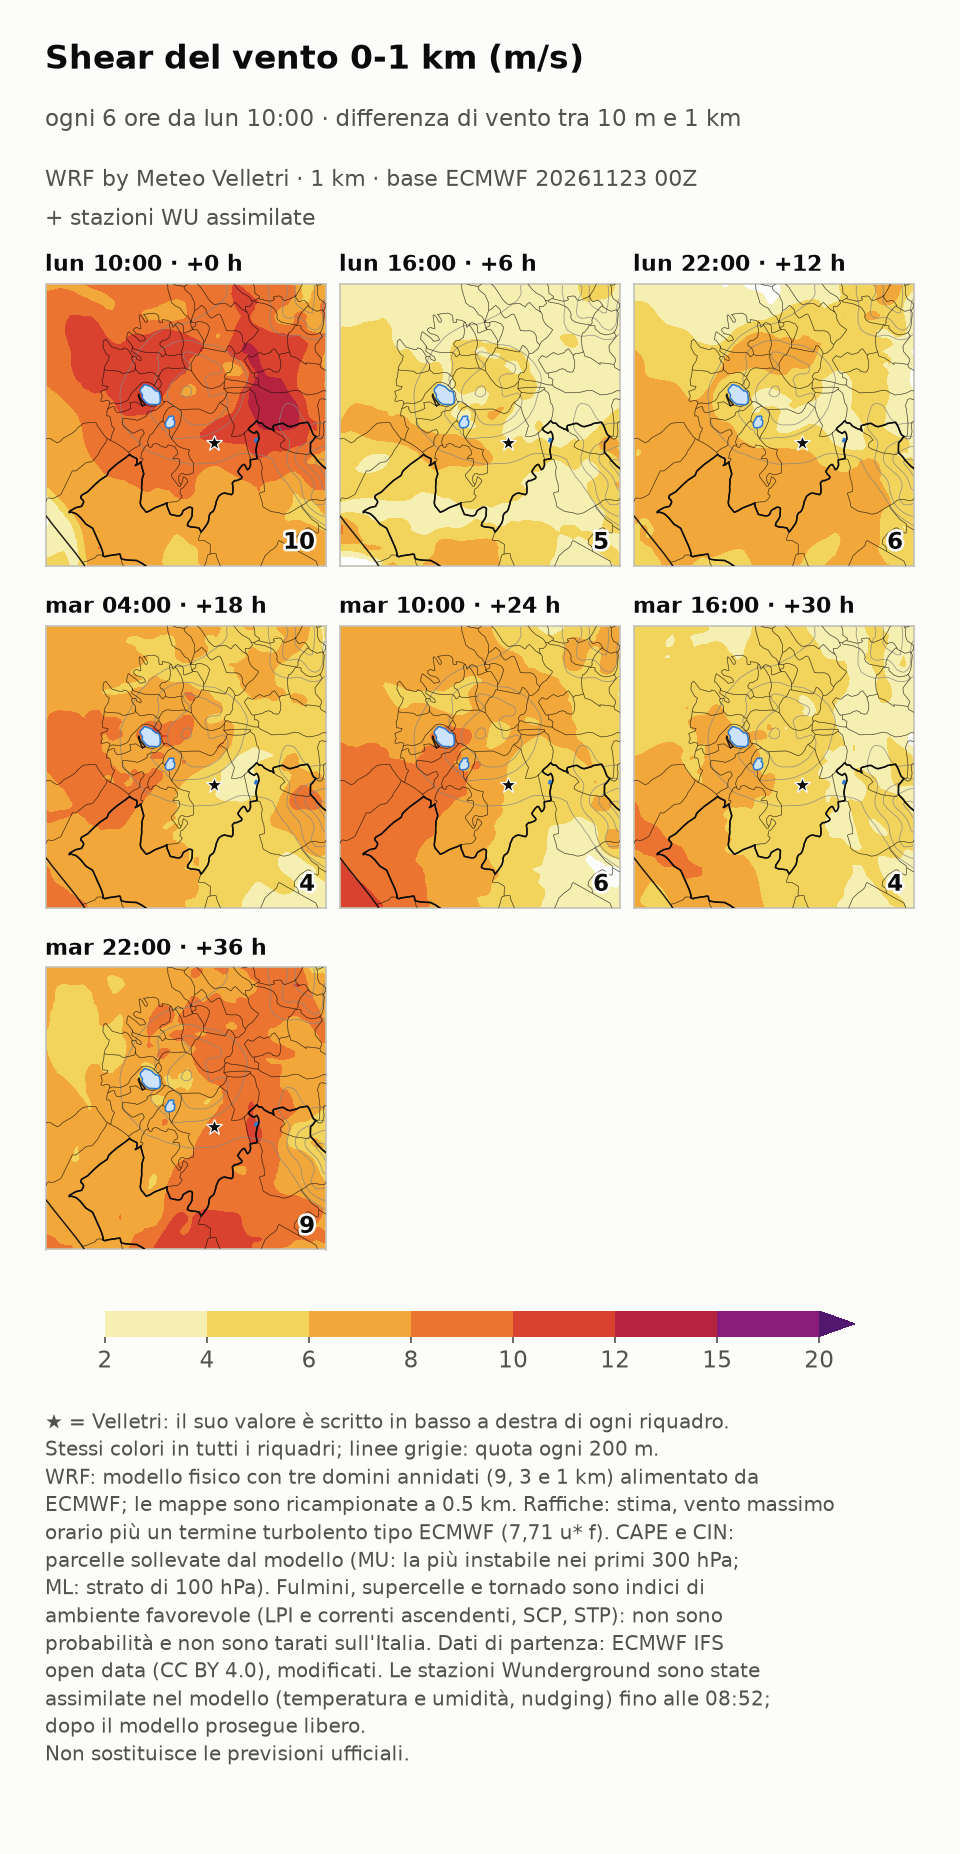 Shear del vento 0-1 km (m/s)
ogni 6 ore da lun 10:00 · differenza di vento tra 10 m e 1 km
WRF by Meteo Velletri · 1 km · base ECMWF 20261123 00Z
+ stazioni WU assimilate
lun 10:00 · +0 h
lun 16:00 · +6 h
lun 22:00 · +12 h
10
5
6
mar 04:00 · +18 h
mar 10:00 · +24 h
mar 16:00 · +30 h
4
6
4
mar 22:00 · +36 h
9
2 4 6 8 10 12 15 20
★ = Velletri: il suo valore è scritto in basso a destra di ogni riquadro.
Stessi colori in tutti i riquadri; linee grigie: quota ogni 200 m.
WRF: modello fisico con tre domini annidati (9, 3 e 1 km) alimentato da
ECMWF; le mappe sono ricampionate a 0.5 km. Raffiche: stima, vento massimo
orario più un termine turbolento tipo ECMWF (7,71 u* f). CAPE e CIN:
parcelle sollevate dal modello (MU: la più instabile nei primi 300 hPa;
ML: strato di 100 hPa). Fulmini, supercelle e tornado sono indici di
ambiente favorevole (LPI e correnti ascendenti, SCP, STP): non sono
probabilità e non sono tarati sull'Italia. Dati di partenza: ECMWF IFS
open data (CC BY 4.0), modificati. Le stazioni Wunderground sono state
assimilate nel modello (temperatura e umidità, nudging) fino alle 08:52;
dopo il modello prosegue libero.
Non sostituisce le previsioni ufficiali.